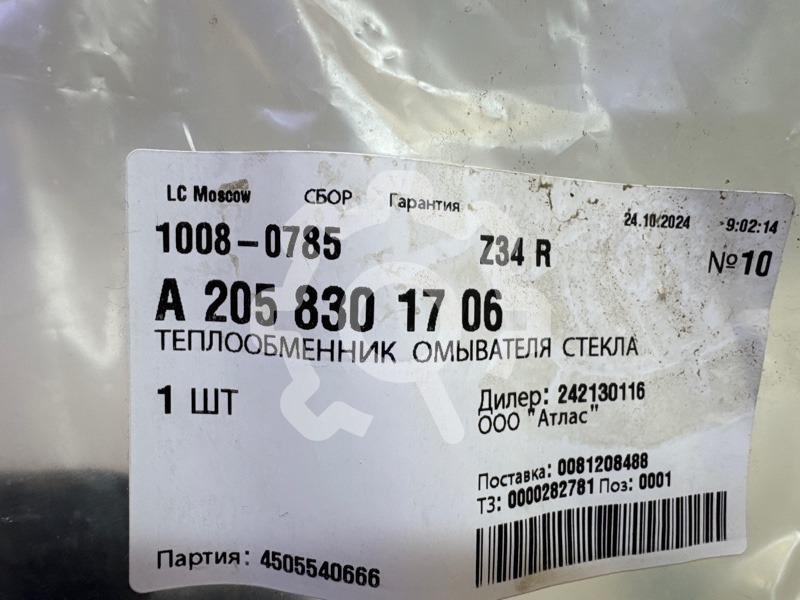 LC Moscow СБОР Гарантия 24.10.2024 9:02:14
1008-0785 Z34 R №10
A 205 830 17 06
ТЕПЛООБМЕННИК ОМЫВАТЕЛЯ СТЕКЛА
1 ШТ
Дилер: 242130116
ООО "Атлас"
Поставка: 0081208488
ТЗ: 0000282781 Поз: 0001
Партия: 4505540666